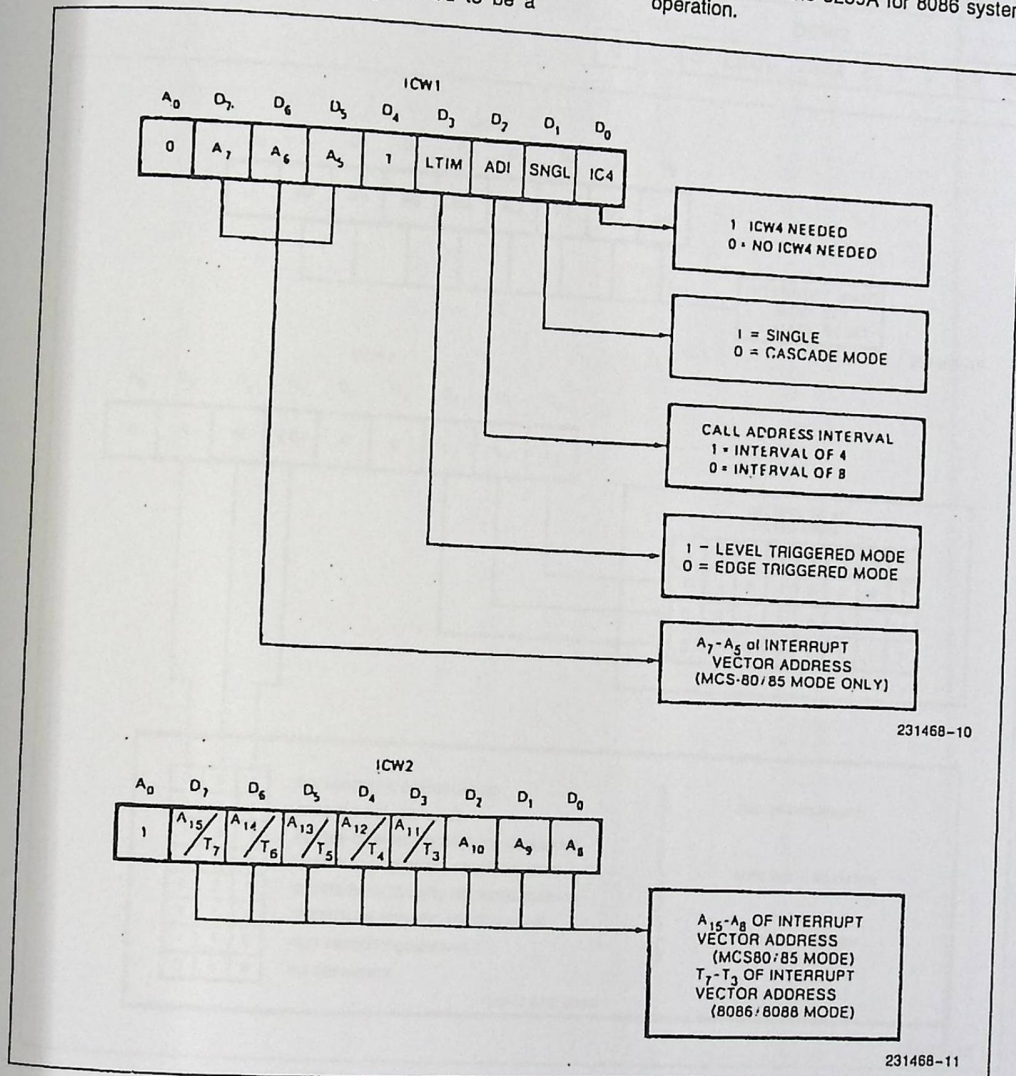 to be a
operation.
for 8086 system
ICW1
A0 D7 D6 D5 D4 D3 D2 D1 D0
0 A7 A6 A5 1 LTIM ADI SNGL IC4
1 ICW4 NEEDED
0 = NO ICW4 NEEDED
1 = SINGLE
0 = CASCADE MODE
CALL ADDRESS INTERVAL
1 = INTERVAL OF 4
0 = INTERVAL OF 8
1 = LEVEL TRIGGERED MODE
0 = EDGE TRIGGERED MODE
A7-A5 of INTERRUPT
VECTOR ADDRESS
(MCS-80/85 MODE ONLY)
231468-10
ICW2
A0 D7 D6 D5 D4 D3 D2 D1 D0
1 A15/T7 A14/T6 A13/T5 A12/T4 A11/T3 A10 A9 A8
A15-A8 OF INTERRUPT
VECTOR ADDRESS
(MCS80/85 MODE)
T7-T3 OF INTERRUPT
VECTOR ADDRESS
(8086/8088 MODE)
231468-11